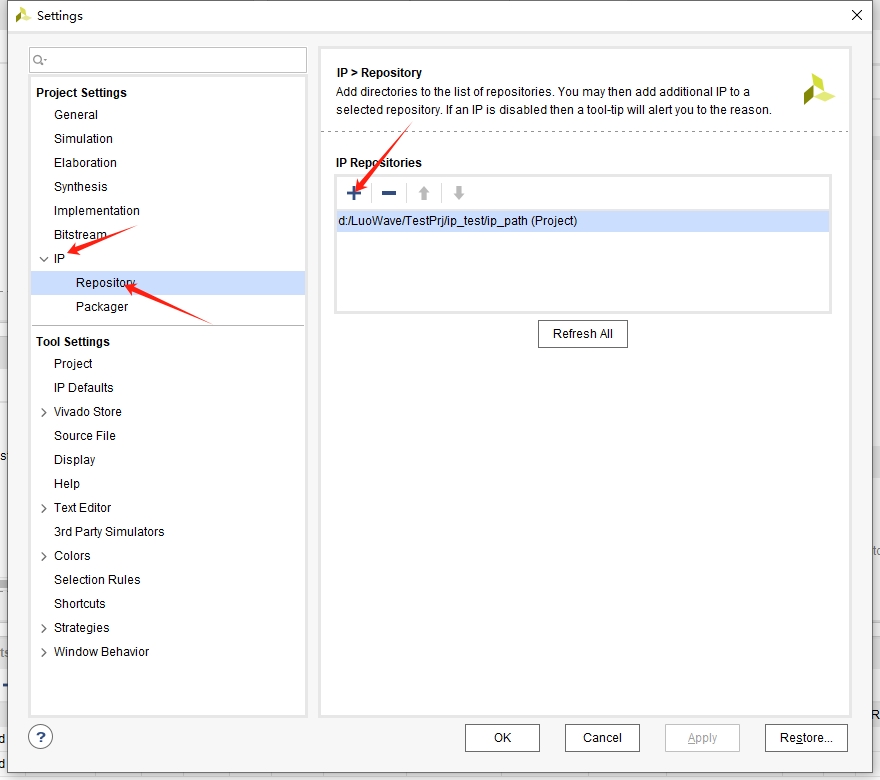 Settings
Project Settings
General
Simulation
Elaboration
Synthesis
Implementation
Bitstream
IP
Repository
Packager
Tool Settings
Project
IP Defaults
Vivado Store
Source File
Display
Help
Text Editor
3rd Party Simulators
Colors
Selection Rules
Shortcuts
Strategies
Window Behavior
IP > Repository
Add directories to the list of repositories. You may then add additional IP to a
selected repository. If an IP is disabled then a tool-tip will alert you to the reason.
IP Repositories
d:/LuoWave/TestPrj/ip_test/ip_path (Project)
Refresh All
?
OK
Cancel
Apply
Restore...